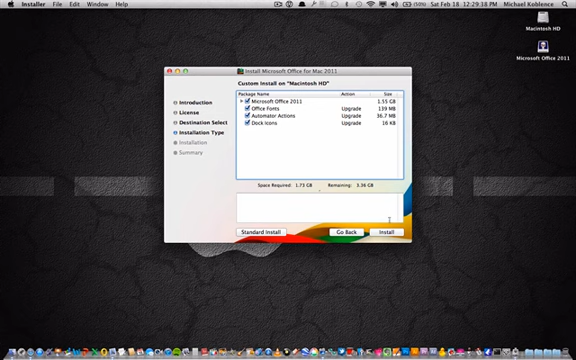 Installer File Edit Window Help
(50%) Sat Feb 18 12:29:38 PM Michael Koblence
Macintosh HD
Microsoft Office 2011
Install Microsoft Office for Mac 2011
Custom Install on "Macintosh HD"
Introduction
License
Destination Select
Installation Type
Installation
Summary
Package Name Action Size
Microsoft Office 2011 1.55 GB
Office Fonts Upgrade 139 MB
Automator Actions Upgrade 36.7 MB
Dock Icons Upgrade 16 KB
Space Required: 1.73 GB Remaining: 3.36 GB
Standard Install Go Back Install